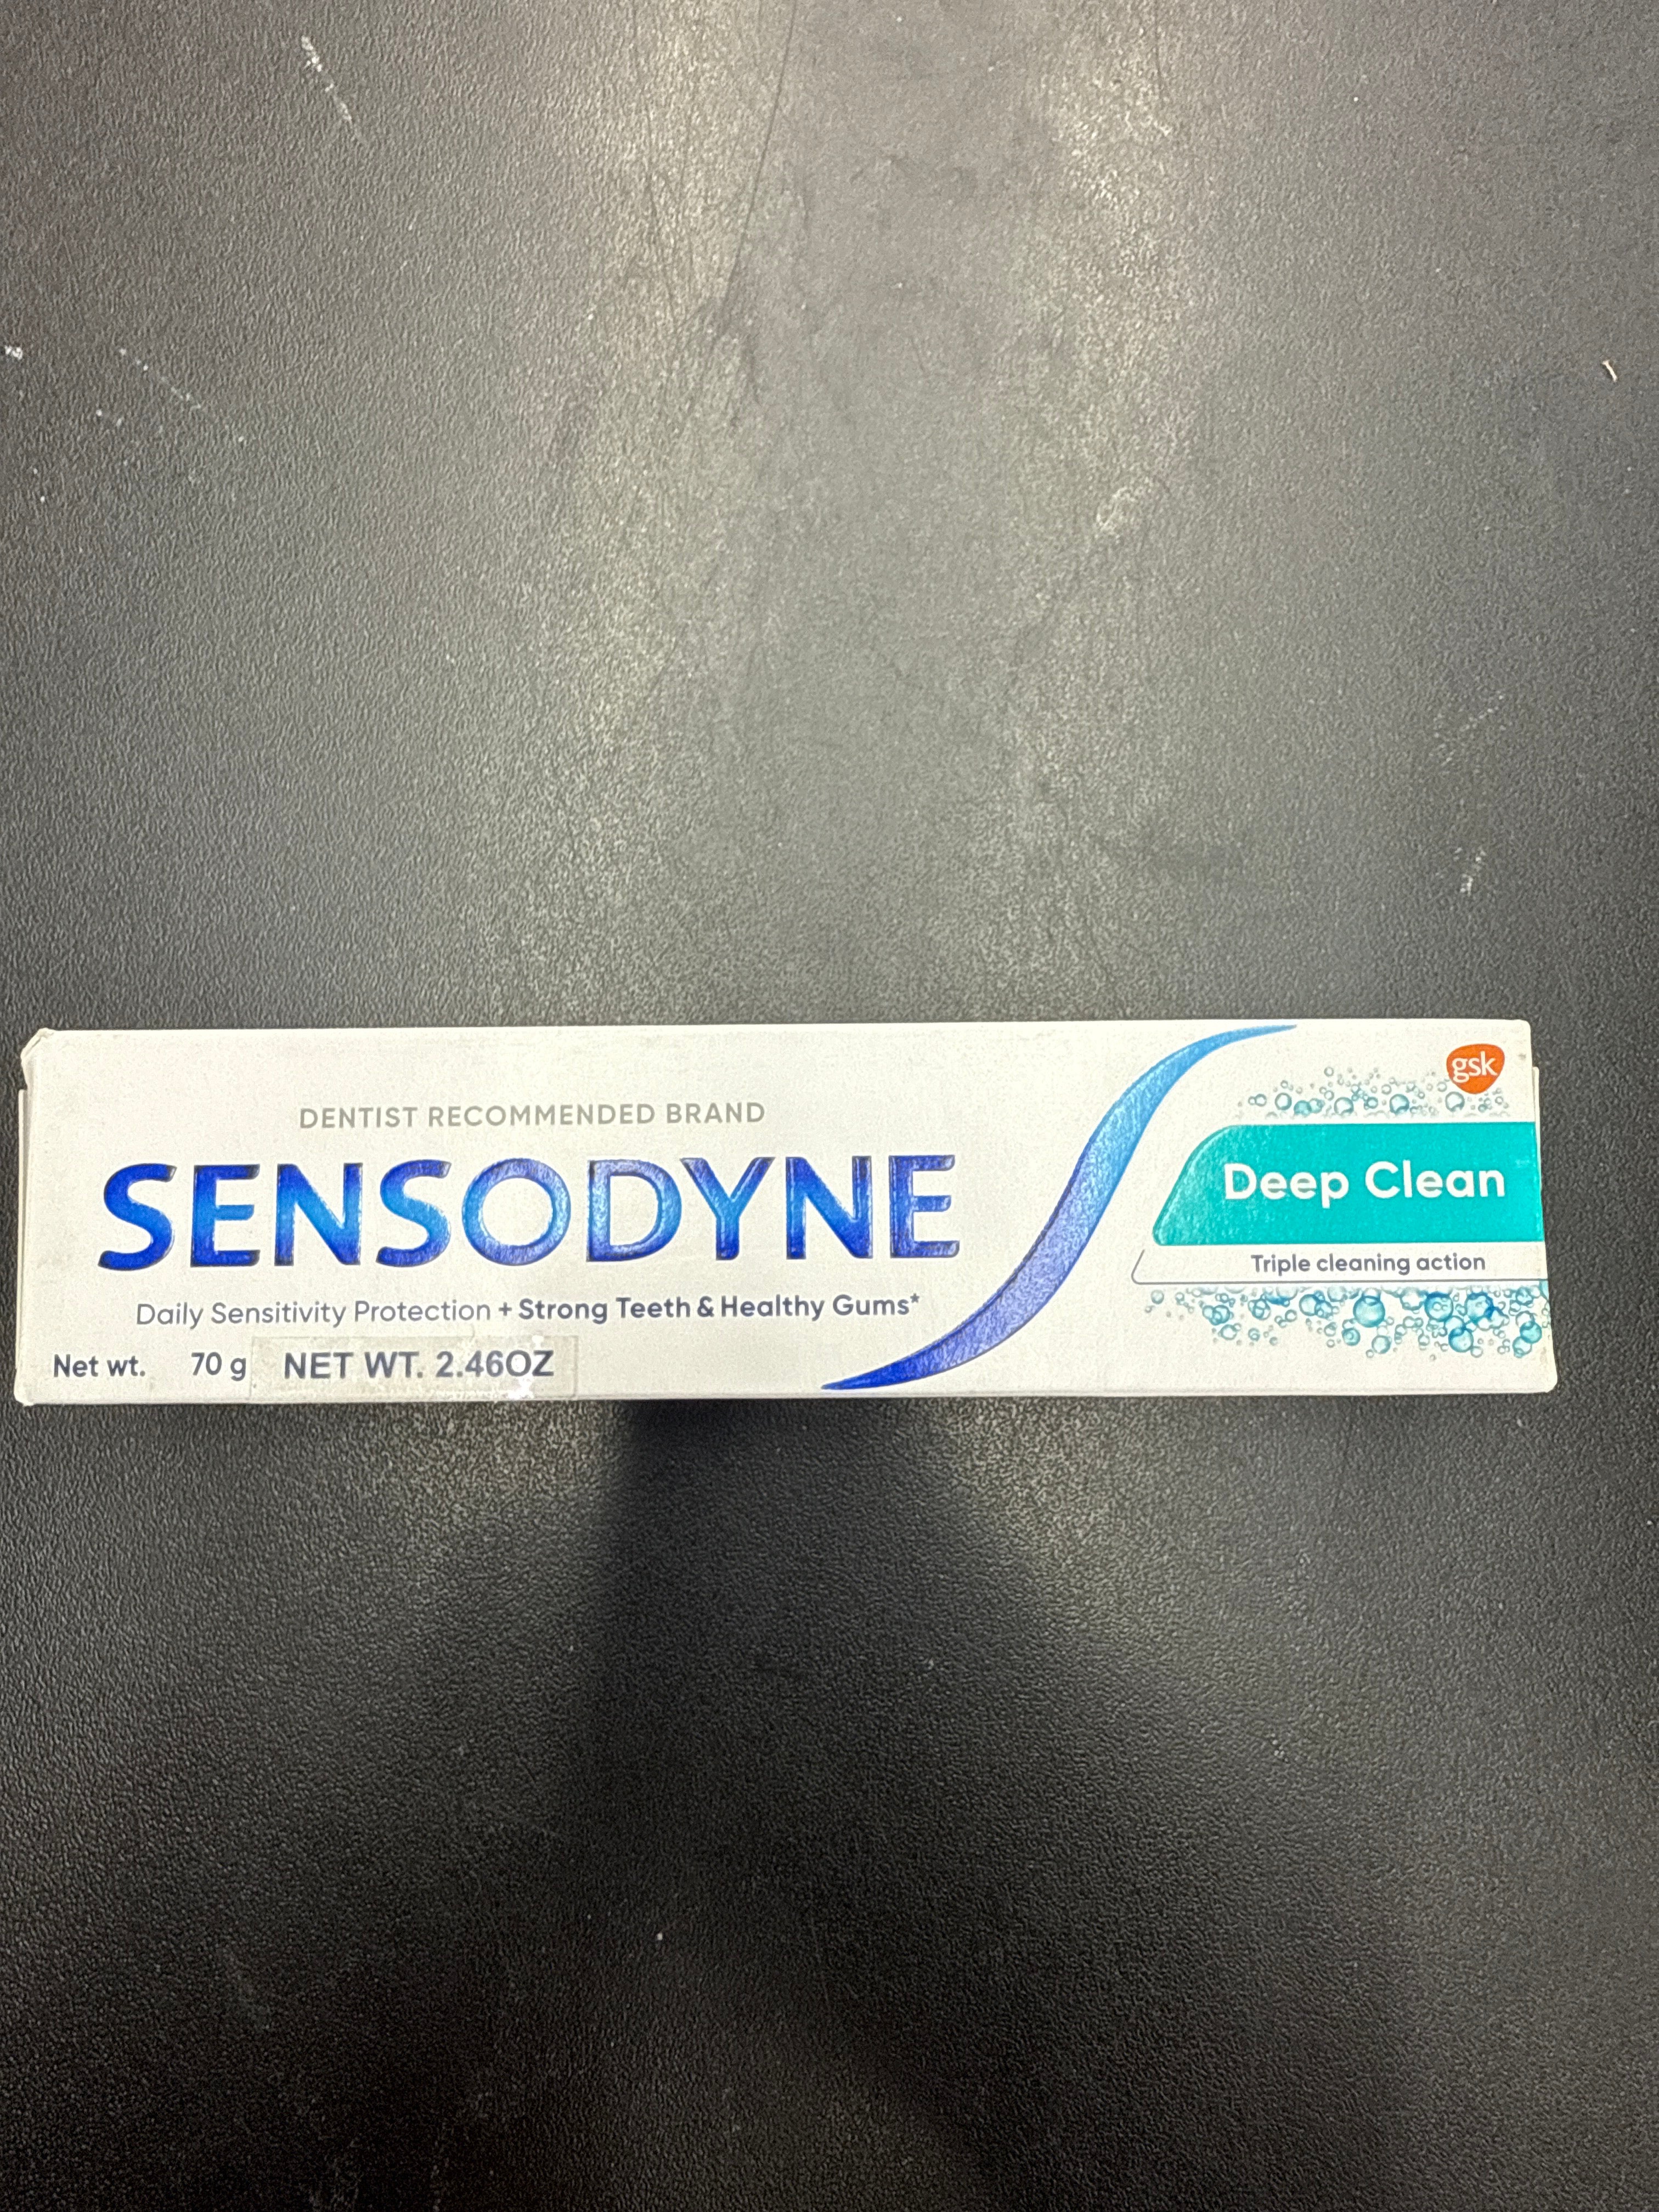 DENTIST RECOMMENDED BRAND
SENSODYNE
Daily Sensitivity Protection + Strong Teeth & Healthy Gums*
Net wt. 70 g NET WT. 2.46OZ
gsk
Deep Clean
Triple cleaning action